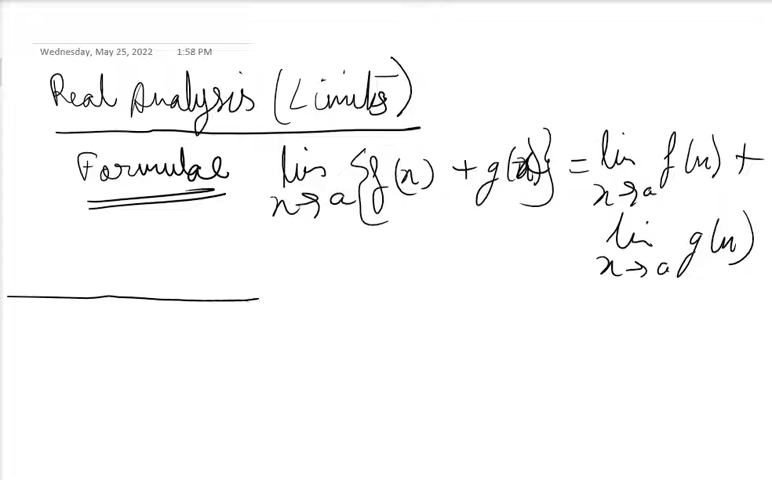 Wednesday, May 25, 2022 1:58 PM
Real Analysis (Limits)
Formulae lim x→a {f(x) + g(x)} = lim x→a f(x) +
lim x→a g(x)